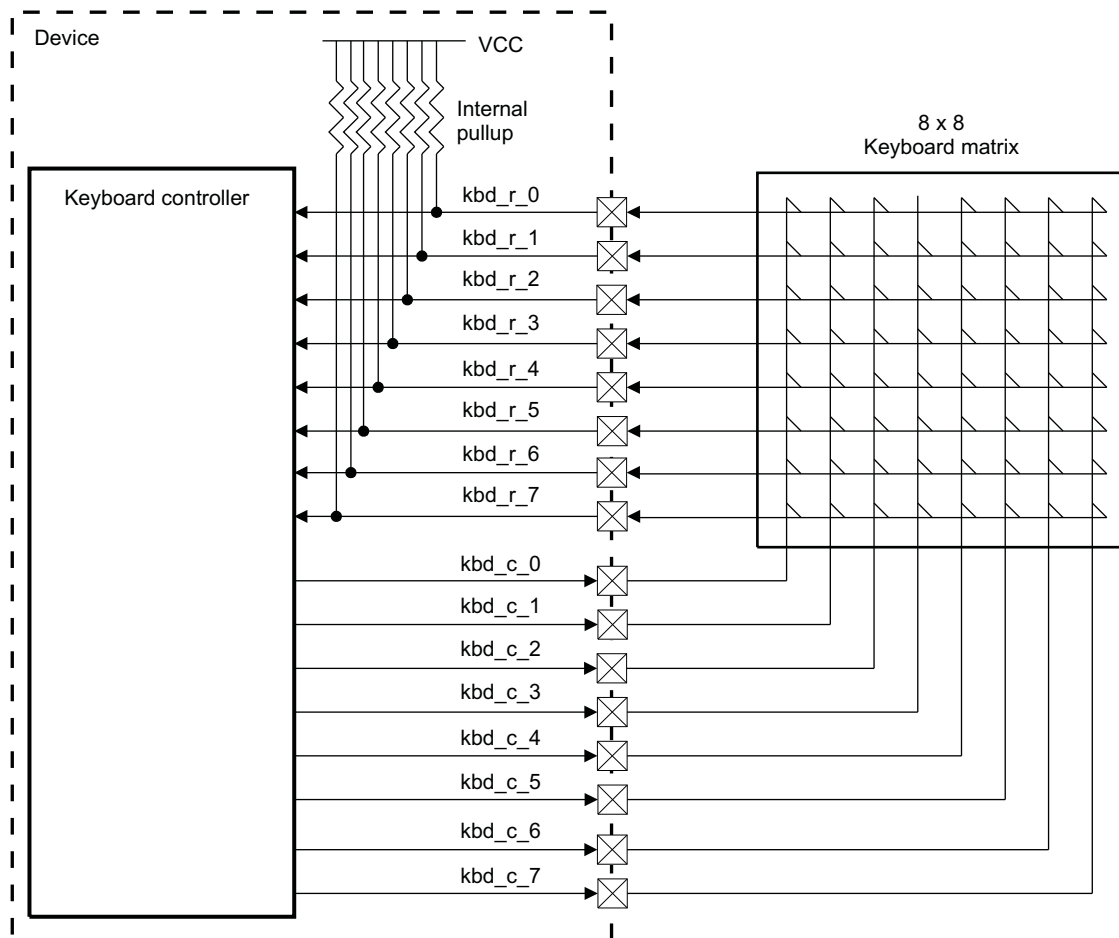 Device
VCC
Internal
pullup
8 x 8
Keyboard matrix
Keyboard controller
kbd_r_0
kbd_r_1
kbd_r_2
kbd_r_3
kbd_r_4
kbd_r_5
kbd_r_6
kbd_r_7
kbd_c_0
kbd_c_1
kbd_c_2
kbd_c_3
kbd_c_4
kbd_c_5
kbd_c_6
kbd_c_7